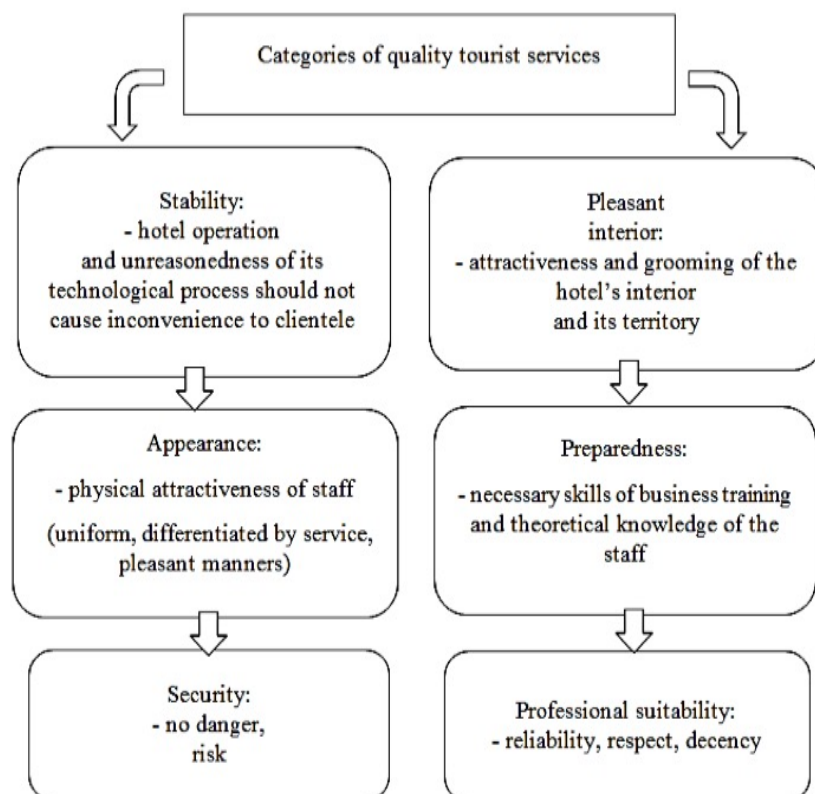 Categories of quality tourist services
Stability:
- hotel operation
and unreasonedness of its
technological process should not
cause inconvenience to clientele
Pleasant
interior:
- attractiveness and grooming of the
hotel’s interior
and its territory
Appearance:
- physical attractiveness of staff
(uniform, differentiated by service,
pleasant manners)
Preparedness:
- necessary skills of business training
and theoretical knowledge of the
staff
Security:
- no danger,
risk
Professional suitability:
- reliability, respect, decency